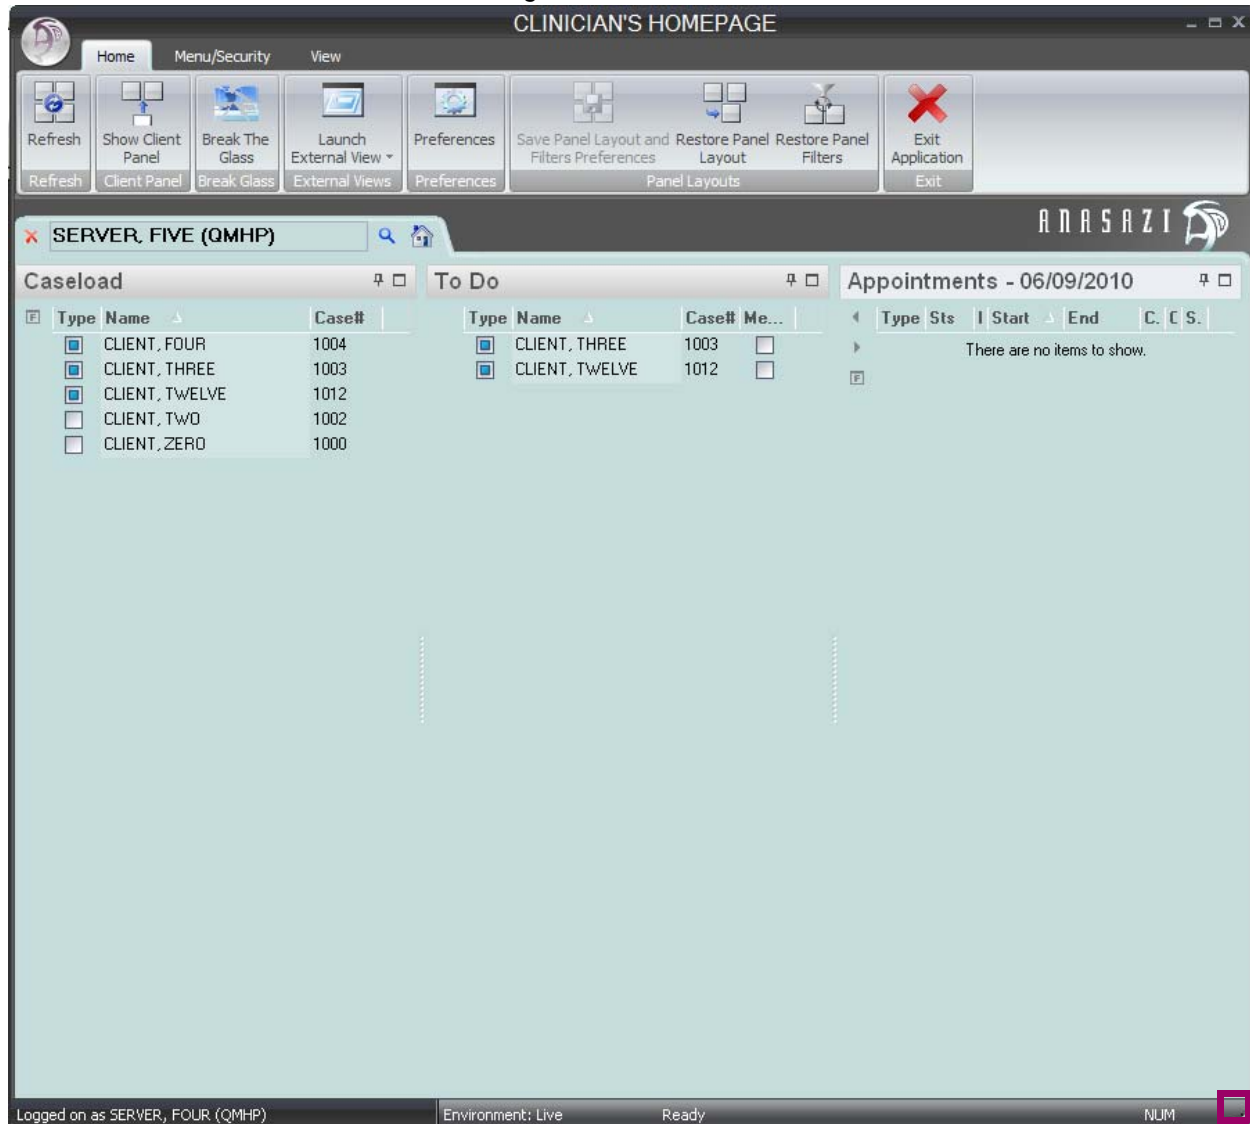 CLINICIAN'S HOMEPAGE
Home Menu/Security View
Refresh
Show Client Panel
Break The Glass
Launch External View
Preferences
Save Panel Layout and Filters Preferences
Restore Panel Layout
Restore Panel Filters
Exit Application
Refresh Client Panel Break Glass External Views Preferences Panel Layouts Exit
ANASAZI
SERVER, FIVE (QMHP)
Caseload
F Type Name Case#
CLIENT, FOUR 1004
CLIENT, THREE 1003
CLIENT, TWELVE 1012
CLIENT, TWO 1002
CLIENT, ZERO 1000
To Do
Type Name Case# Me...
CLIENT, THREE 1003
CLIENT, TWELVE 1012
Appointments - 06/09/2010
Type Sts I Start End C. C S.
There are no items to show.
F
Logged on as SERVER, FOUR (QMHP) Environment: Live Ready NUM